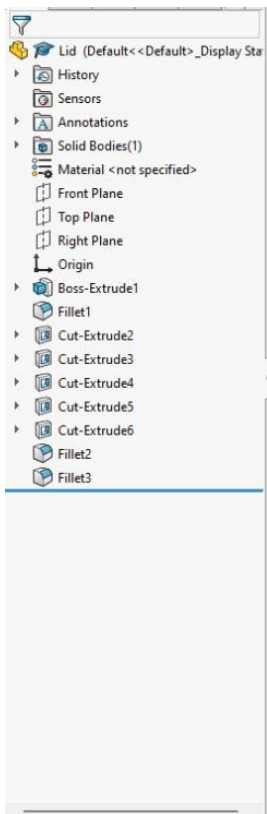 Lid (Default<<Default>_Display Sta
History
Sensors
Annotations
Solid Bodies(1)
Material <not specified>
Front Plane
Top Plane
Right Plane
Origin
Boss-Extrude1
Fillet1
Cut-Extrude2
Cut-Extrude3
Cut-Extrude4
Cut-Extrude5
Cut-Extrude6
Fillet2
Fillet3